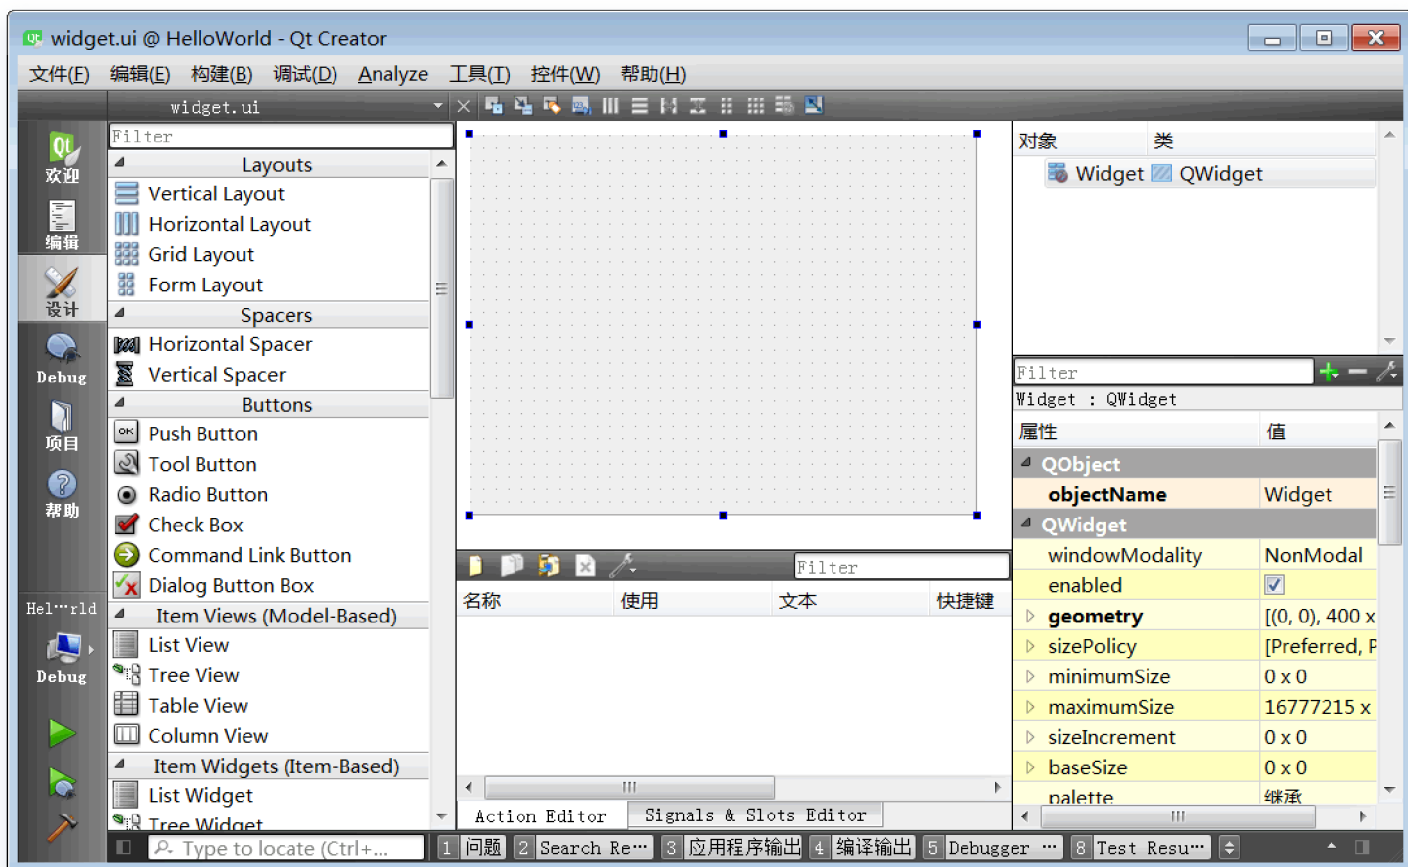 widget.ui @ HelloWorld - Qt Creator
文件(F) 编辑(E) 构建(B) 调试(D) Analyze 工具(T) 控件(W) 帮助(H)
widget.ui
欢迎
编辑
设计
Debug
项目
帮助
Hel···rld
Debug
Filter
Layouts
Vertical Layout
Horizontal Layout
Grid Layout
Form Layout
Spacers
Horizontal Spacer
Vertical Spacer
Buttons
Push Button
Tool Button
Radio Button
Check Box
Command Link Button
Dialog Button Box
Item Views (Model-Based)
List View
Tree View
Table View
Column View
Item Widgets (Item-Based)
List Widget
Tree Widget
Filter
名称 使用 文本 快捷键
Action Editor Signals & Slots Editor
对象 类
Widget QWidget
Filter
Widget : QWidget
属性 值
QObject
objectName Widget
QWidget
windowModality NonModal
enabled
geometry [(0, 0), 400 x
sizePolicy [Preferred, P
minimumSize 0 x 0
maximumSize 16777215 x
sizeIncrement 0 x 0
baseSize 0 x 0
palette 继承
Type to locate (Ctrl+... 1 问题 2 Search Re··· 3 应用程序输出 4 编译输出 5 Debugger ··· 8 Test Resu···